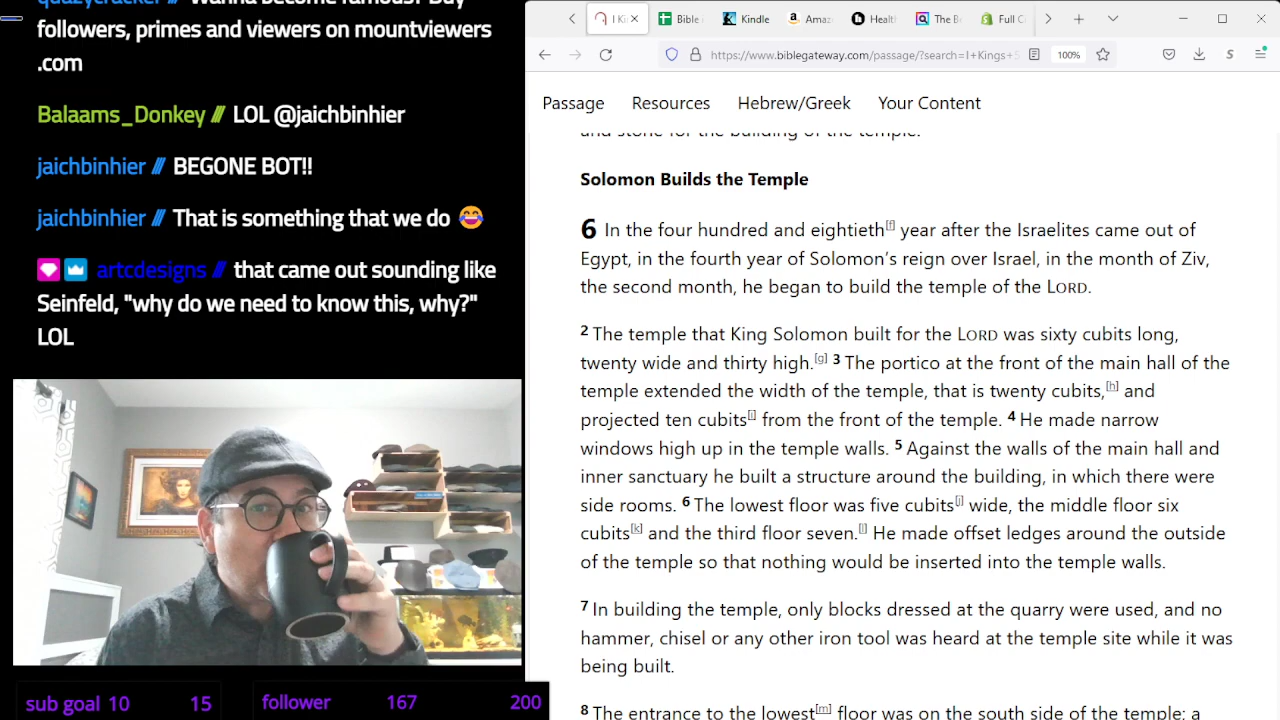 quazycracker // Wanna become famous? Buy
followers, primes and viewers on mountviewers
.com
Balaams_Donkey // LOL @jaichbinhier
jaichbinhier // BEGONE BOT!!
jaichbinhier // That is something that we do 😂
artcdesigns // that came out sounding like
Seinfeld, "why do we need to know this, why?"
LOL
sub goal 10 15
follower 167 200
I Ki
Bible
Kindle
Amaz
Healt
The B
Full C
https://www.biblegateway.com/passage/?search=I+Kings+5
100%
Passage Resources Hebrew/Greek Your Content
and stone for the building of the temple.
Solomon Builds the Temple
6 In the four hundred and eightieth[f] year after the Israelites came out of
Egypt, in the fourth year of Solomon’s reign over Israel, in the month of Ziv,
the second month, he began to build the temple of the LORD.
2 The temple that King Solomon built for the LORD was sixty cubits long,
twenty wide and thirty high.[g] 3 The portico at the front of the main hall of the
temple extended the width of the temple, that is twenty cubits,[h] and
projected ten cubits[i] from the front of the temple. 4 He made narrow
windows high up in the temple walls. 5 Against the walls of the main hall and
inner sanctuary he built a structure around the building, in which there were
side rooms. 6 The lowest floor was five cubits[j] wide, the middle floor six
cubits[k] and the third floor seven.[l] He made offset ledges around the outside
of the temple so that nothing would be inserted into the temple walls.
7 In building the temple, only blocks dressed at the quarry were used, and no
hammer, chisel or any other iron tool was heard at the temple site while it was
being built.
8 The entrance to the lowest[m] floor was on the south side of the temple; a